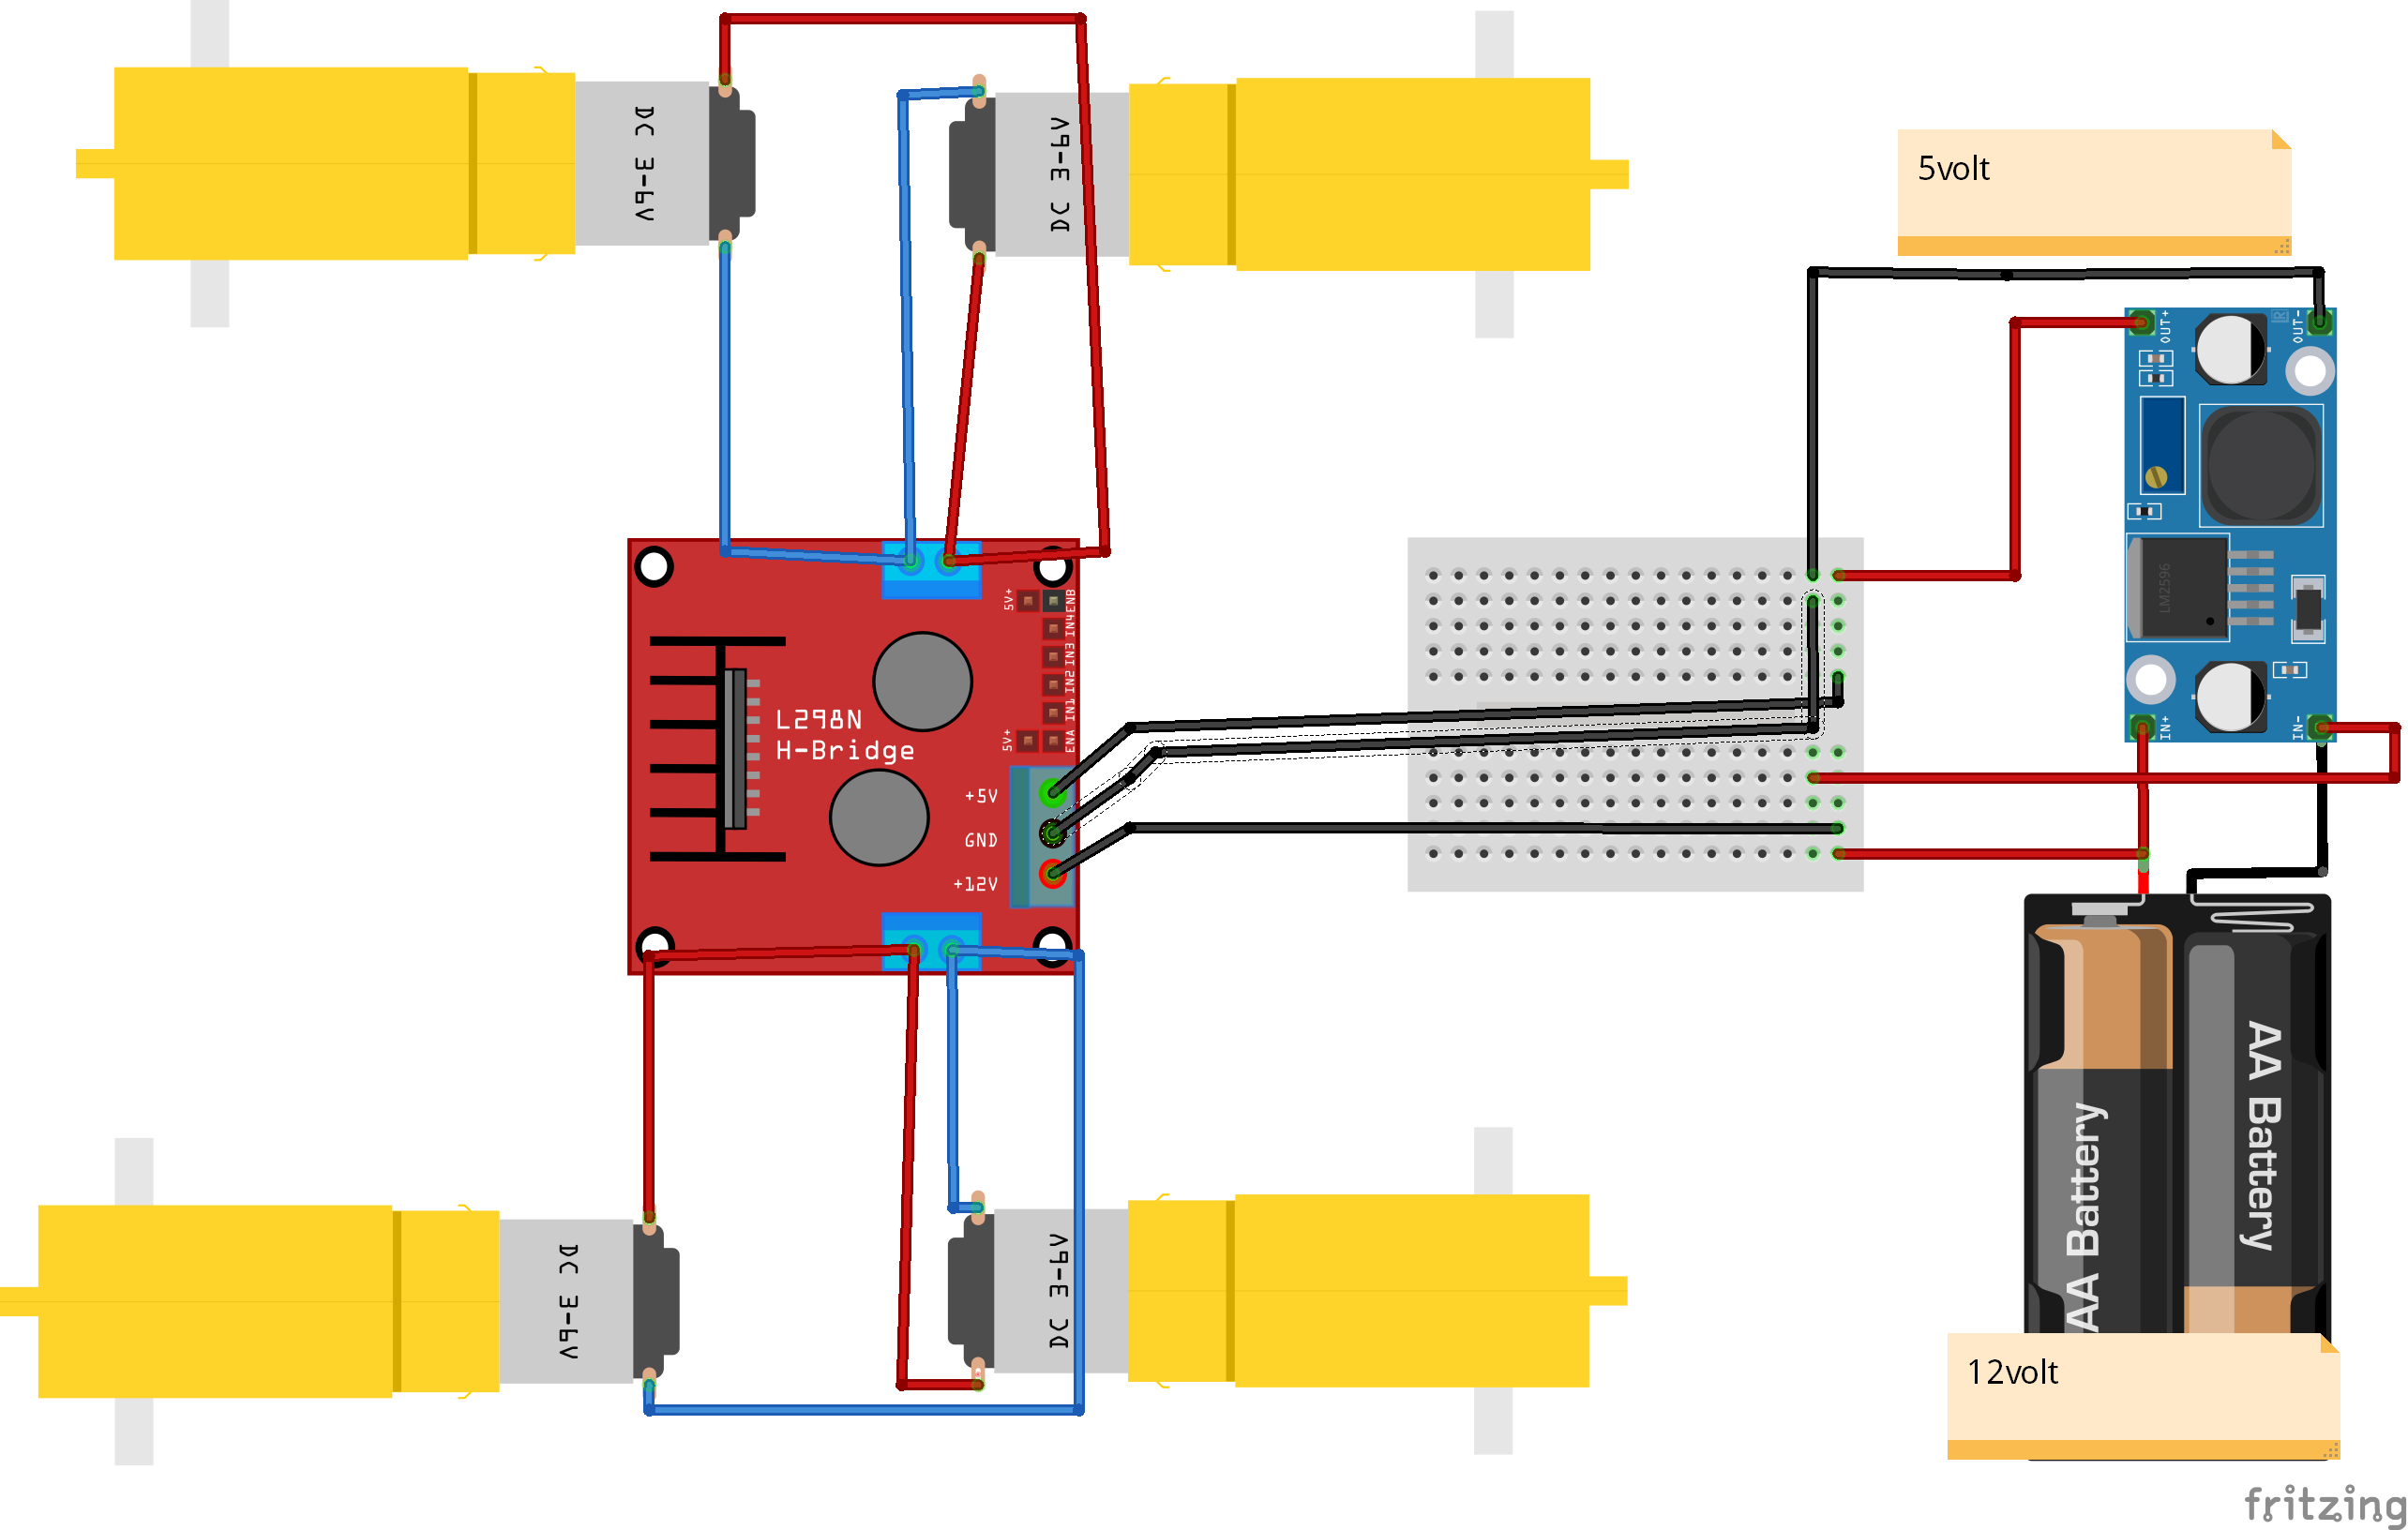 DC 3-6V
DC 3-6V
5volt
OUT+
OUT-
LM2596
IN+
IN-
5V+
ENB
IN4
IN3
IN2
IN1
5V+
ENA
L298N
H-Bridge
+5V
GND
+12V
AA Battery
AA Battery
DC 3-6V
DC 3-6V
12volt
fritzing